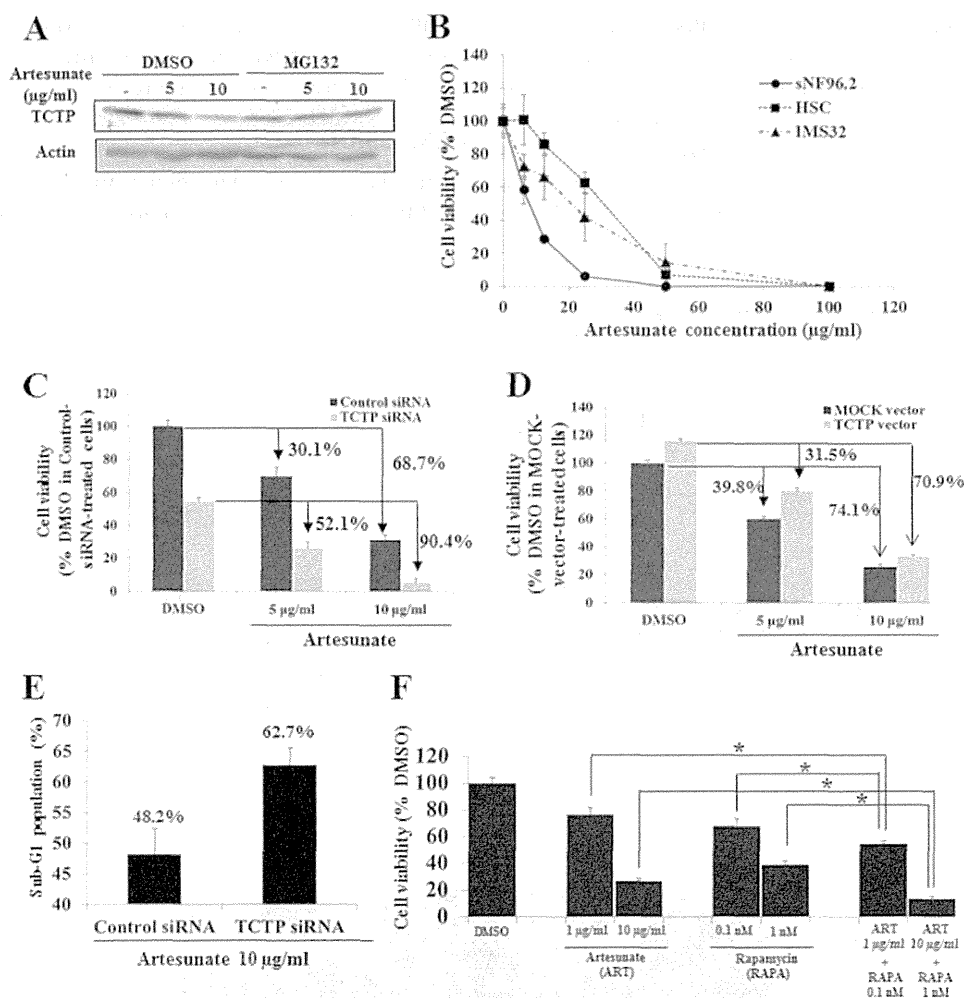 A
DMSO MG132
Artesunate - 5 10 - 5 10
(µg/ml)
TCTP
Actin
B
Cell viability (% DMSO)
140
120
100
80
60
40
20
0
0 20 40 60 80 100 120
Artesunate concentration (µg/ml)
sNF96.2
HSC
IMS32
C
Cell viability
(% DMSO in Control-
siRNA-treated cells)
120
100
80
60
40
20
0
Control siRNA
TCTP siRNA
30.1%
68.7%
52.1%
90.4%
DMSO 5 µg/ml 10 µg/ml
Artesunate
D
Cell viability
(% DMSO in MOCK-
vector-treated cells)
140
120
100
80
60
40
20
0
MOCK vector
TCTP vector
31.5%
39.8%
70.9%
74.1%
DMSO 5 µg/ml 10 µg/ml
Artesunate
E
Sub-G1 population (%)
70
65
60
55
50
45
40
48.2%
62.7%
Control siRNA TCTP siRNA
Artesunate 10 µg/ml
F
Cell viability (% DMSO)
120
100
80
60
40
20
0
*
*
*
*
DMSO
1 µg/ml 10 µg/ml
Artesunate
(ART)
0.1 nM 1 nM
Rapamycin
(RAPA)
ART
1 µg/ml
+
RAPA
0.1 nM
ART
10 µg/ml
+
RAPA
1 nM